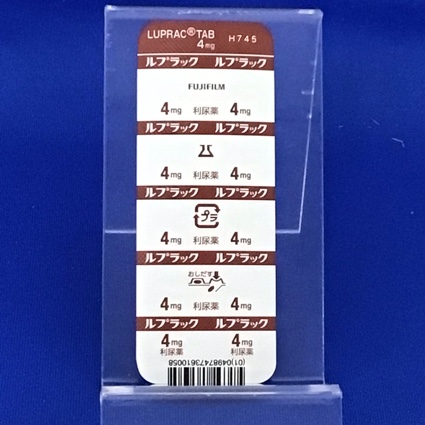 LUPRAC® TAB
4mg
H745
ルプラック ルプラック
FUJIFILM
4mg 利尿薬 4mg
ルプラック ルプラック
4mg 利尿薬 4mg
ルプラック ルプラック
プラ
4mg 利尿薬 4mg
ルプラック ルプラック
おしだす
4mg 利尿薬 4mg
ルプラック ルプラック
4mg 4mg
利尿薬 利尿薬
(01)04987473610058